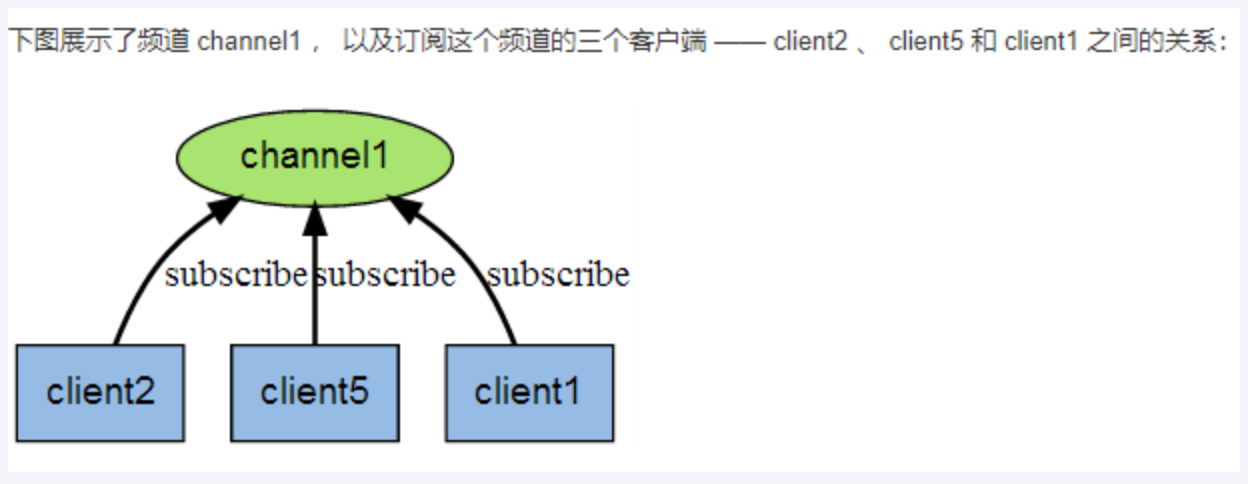 下图展示了频道 channel1 ， 以及订阅这个频道的三个客户端 —— client2 、 client5 和 client1 之间的关系：
channel1
subscribe subscribe subscribe
client2 client5 client1